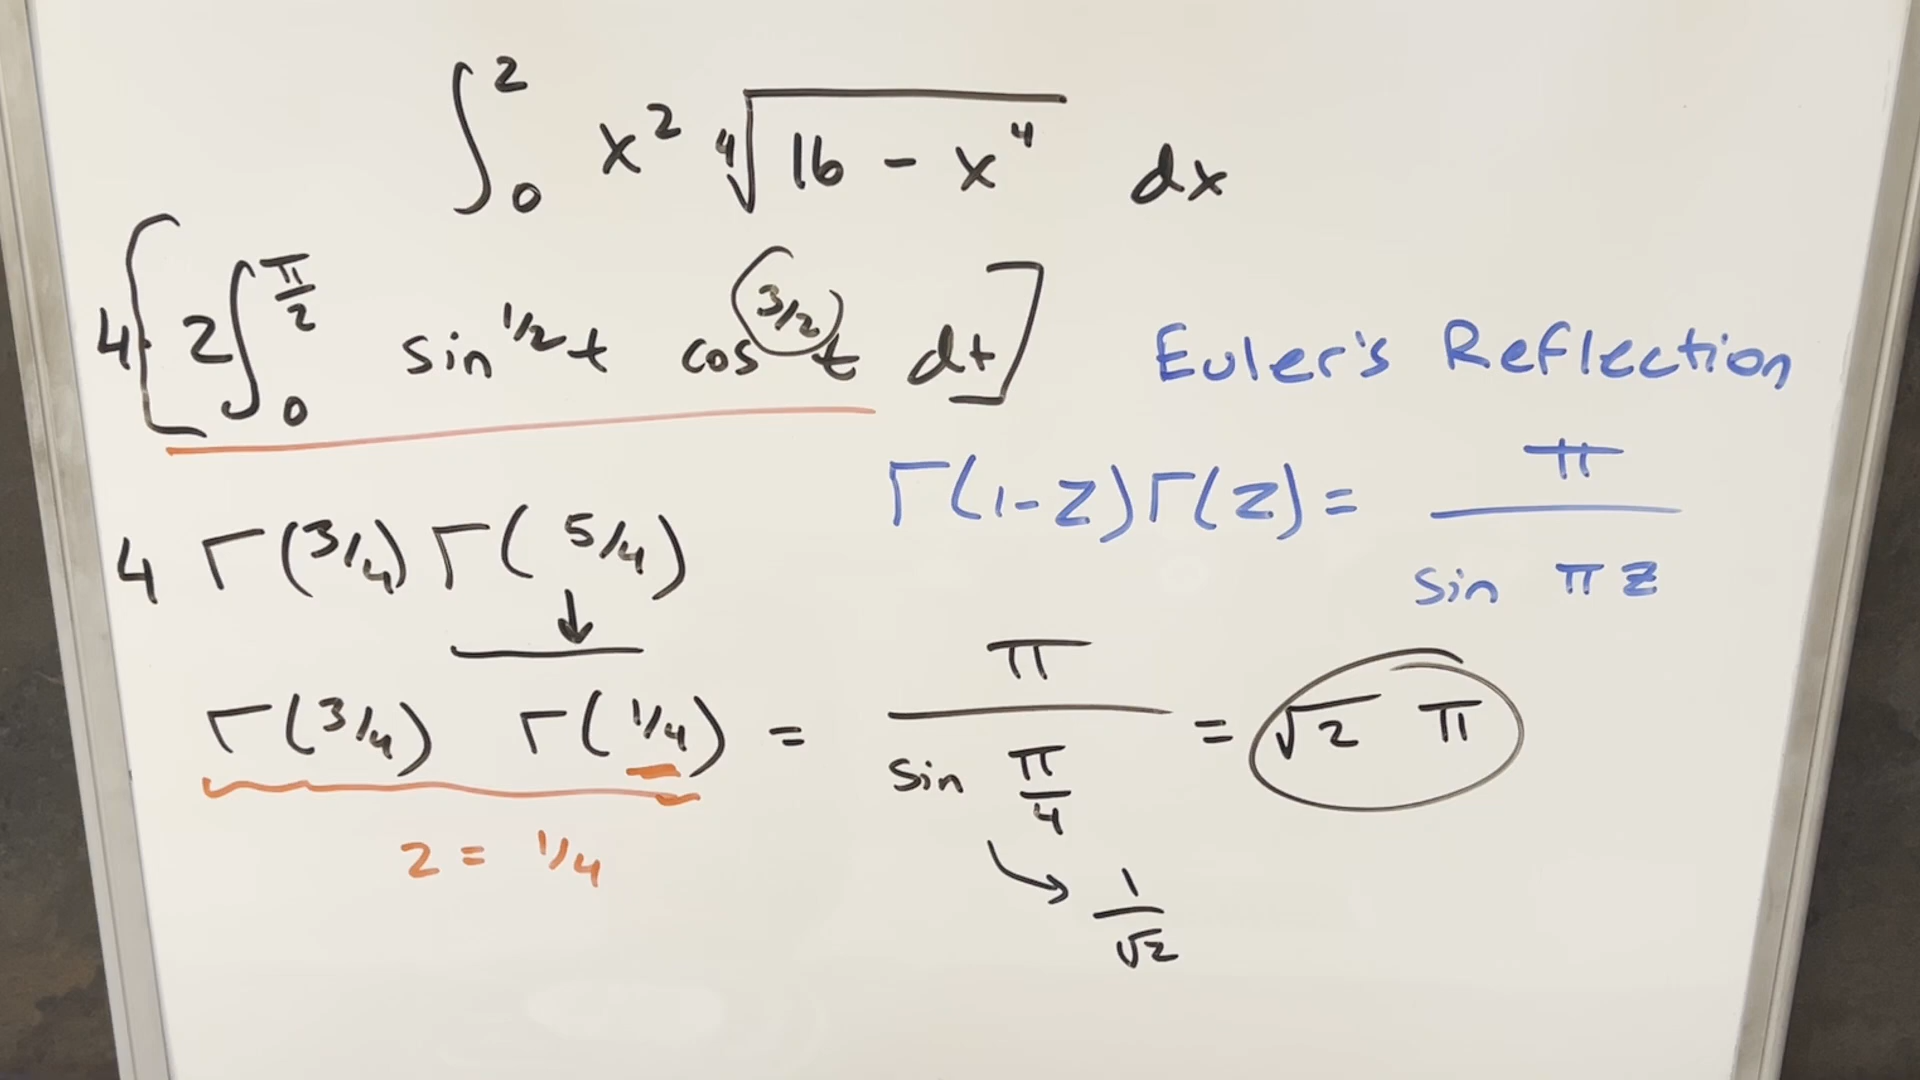 ∫₀² x² ∜(16 - x⁴) dx
4[2∫₀^(π/2) sin^(1/2) t cos^(3/2) t dt]
Euler's Reflection
Γ(1-z)Γ(z) = π / sin πz
4 Γ(3/4) Γ(5/4)
↓
Γ(3/4) Γ(1/4) = π / sin π/4 = √2 π
z = 1/4
→ 1/√2